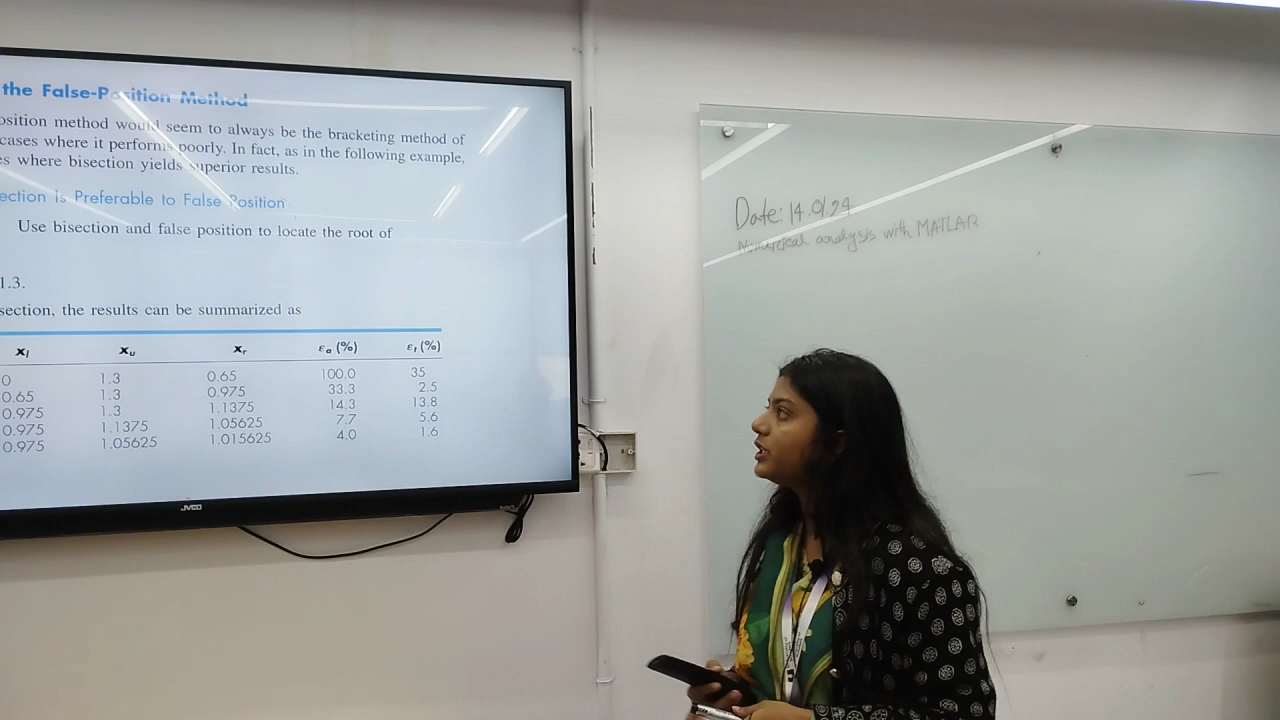 the False-Position Method
osition method would seem to always be the bracketing method of
cases where it performs poorly. In fact, as in the following example,
es where bisection yields superior results.
ection is Preferable to False Position
Use bisection and false position to locate the root of
1.3.
section, the results can be summarized as
xl xu xr εa (%) εt (%)
0 1.3 0.65 100.0 35
0.65 1.3 0.975 33.3 2.5
0.975 1.3 1.1375 14.3 13.8
0.975 1.1375 1.05625 7.7 5.6
0.975 1.05625 1.015625 4.0 1.6
JVCO
Date: 14.01.24
Numerical analysis with MATLAB